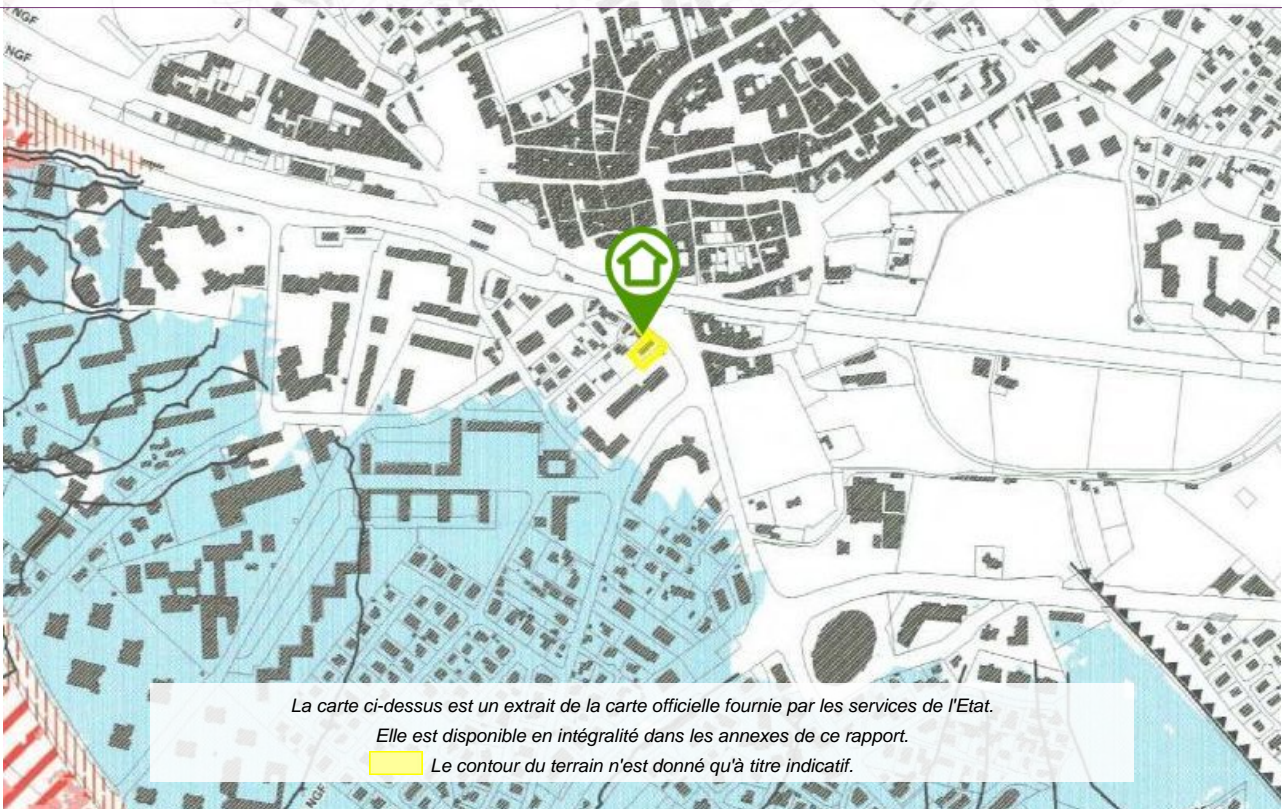 NGF
NGF
La carte ci-dessus est un extrait de la carte officielle fournie par les services de l'Etat.
Elle est disponible en intégralité dans les annexes de ce rapport.
Le contour du terrain n'est donné qu'à titre indicatif.
NGF